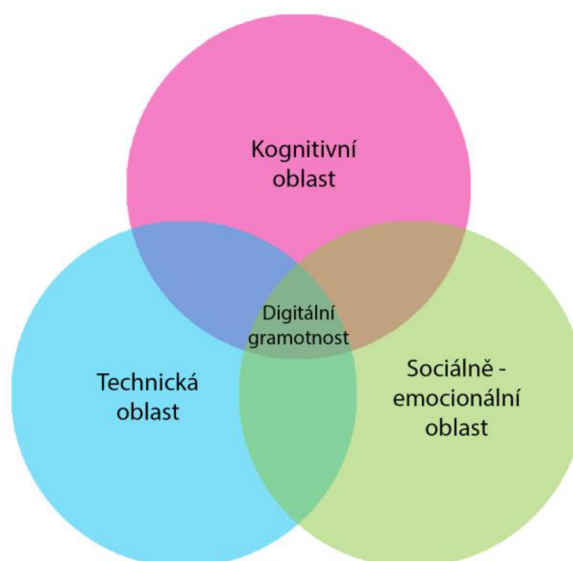 Kognitivní
oblast
Digitální
gramotnost
Technická
oblast
Sociálně -
emocionální
oblast